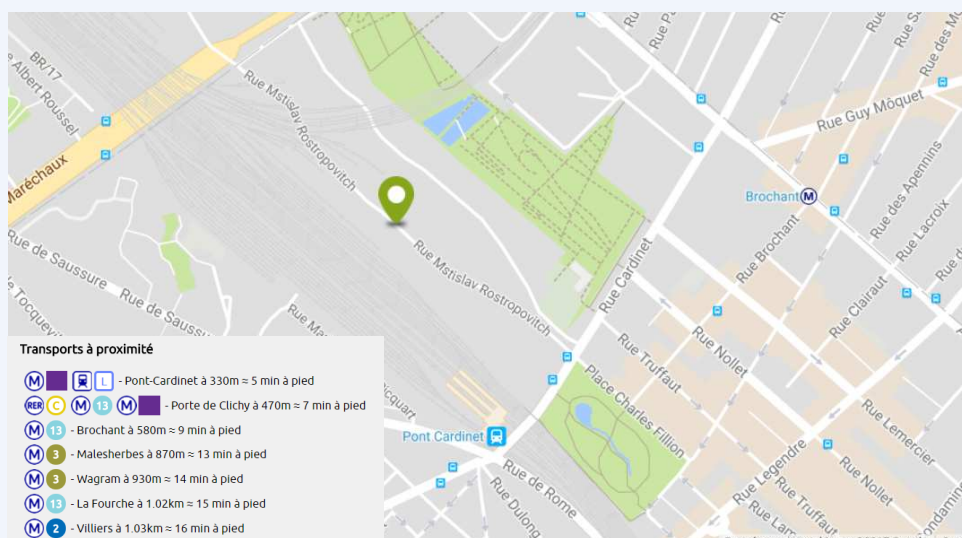 BR/17
Rue Albert Roussel
Maréchaux
Rue Mstislav Rostropovitch
Rue Mstislav Rostropovitch
Rue de Saussure
Rue de Sauss
Rue Cardinet
Rue Guy Môquet
Rue des Apennins
Rue Lacroix
Brochant M
Rue Brochant
Rue Clairaut
Rue Nollet
Rue Truffaut
Place Charles Fillion
Rue Lemercier
Rue Legendre
Rue Nollet
Rue Truffaut
Pont Cardinet
Rue de Rome
Rue Dulong
Transports à proximité
M L - Pont-Cardinet à 330m ≈ 5 min à pied
RER C M 13 M - Porte de Clichy à 470m ≈ 7 min à pied
M 13 - Brochant à 580m ≈ 9 min à pied
M 3 - Malesherbes à 870m ≈ 13 min à pied
M 3 - Wagram à 930m ≈ 14 min à pied
M 13 - La Fourche à 1.02km ≈ 15 min à pied
M 2 - Villiers à 1.03km ≈ 16 min à pied